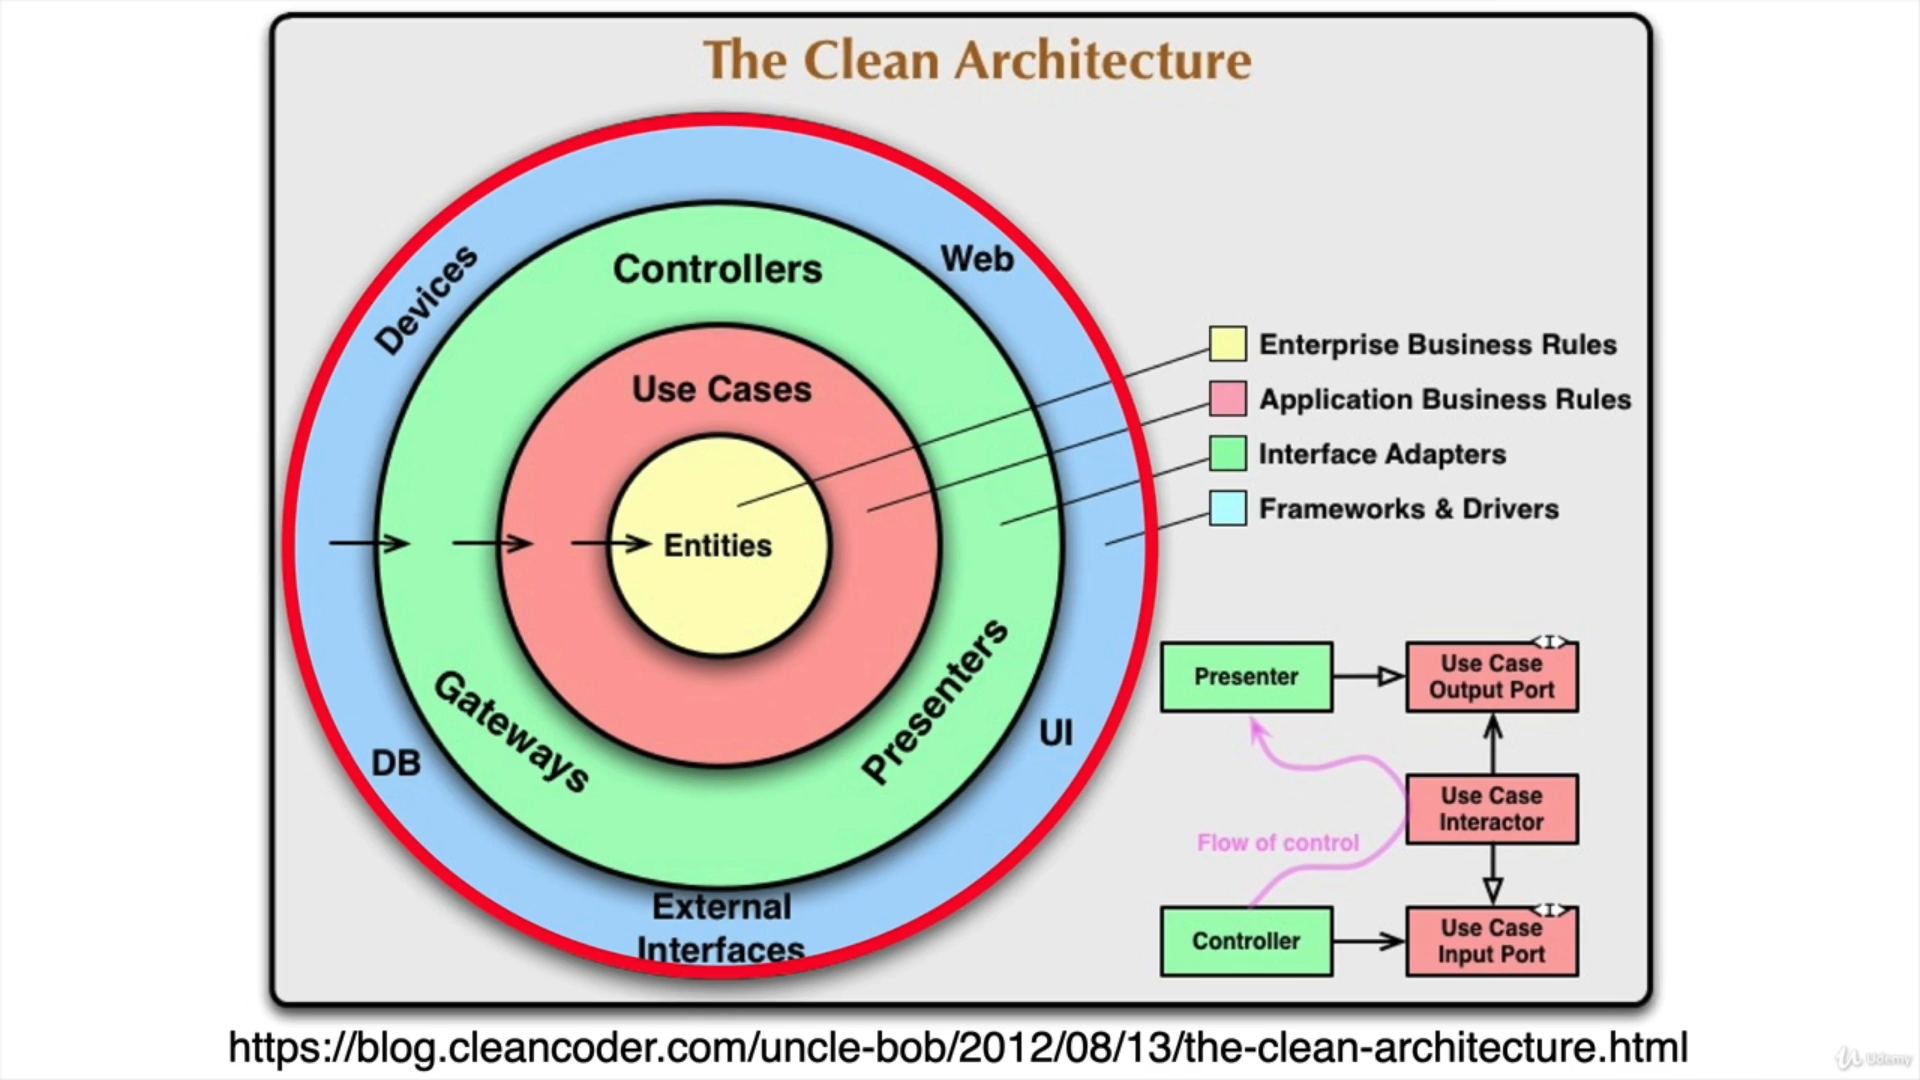 The Clean Architecture
Devices
Controllers
Web
Use Cases
Entities
Gateways
Presenters
DB
UI
External
Interfaces
Enterprise Business Rules
Application Business Rules
Interface Adapters
Frameworks & Drivers
Presenter
<I>
Use Case
Output Port
Flow of control
Use Case
Interactor
Controller
<I>
Use Case
Input Port
https://blog.cleancoder.com/uncle-bob/2012/08/13/the-clean-architecture.html
Udemy